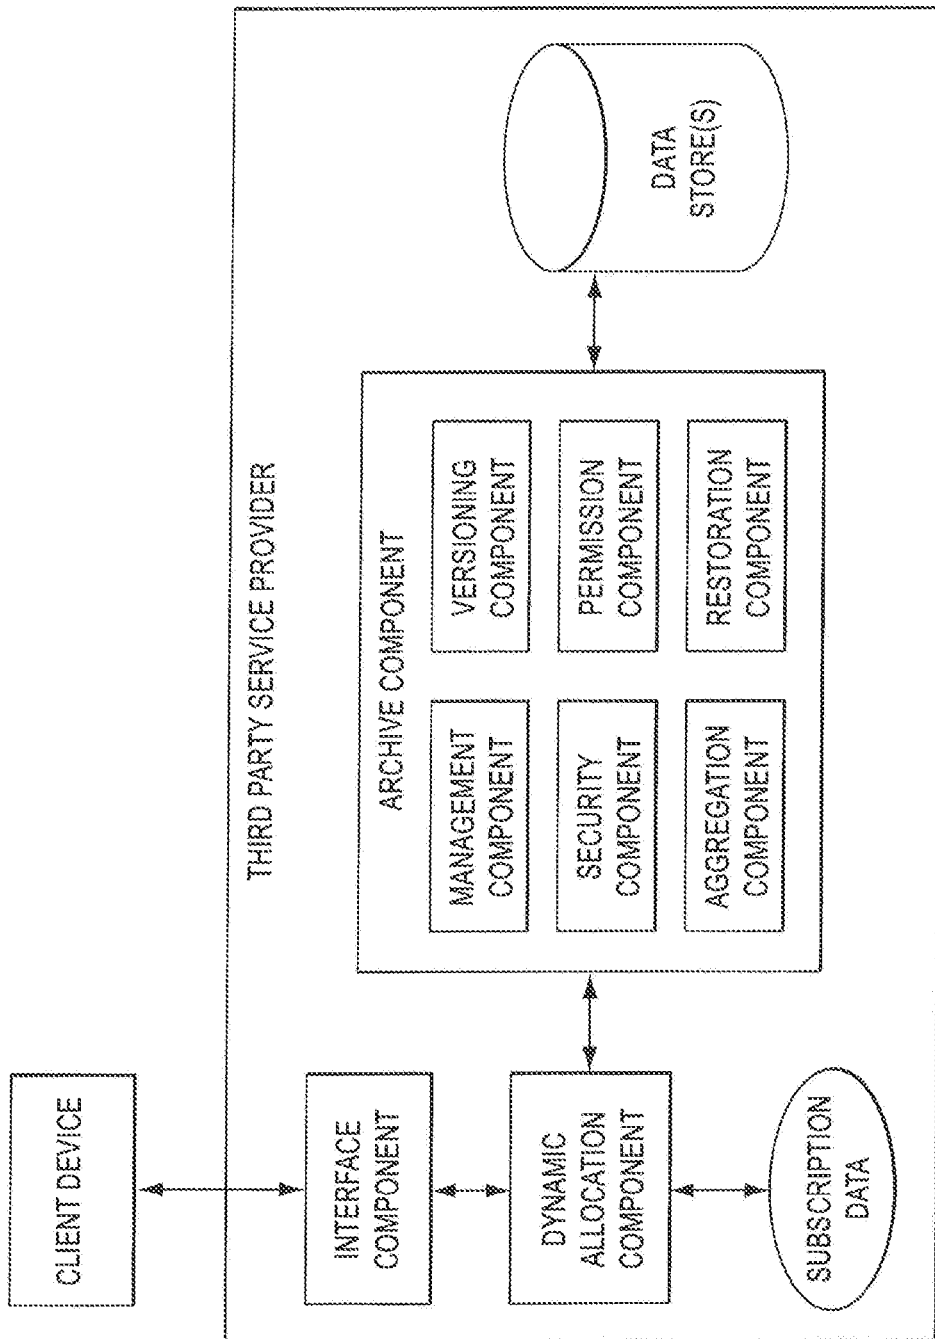 CLIENT DEVICE
THIRD PARTY SERVICE PROVIDER
INTERFACE
COMPONENT
DYNAMIC
ALLOCATION
COMPONENT
SUBSCRIPTION
DATA
ARCHIVE COMPONENT
MANAGEMENT
COMPONENT
VERSIONING
COMPONENT
SECURITY
COMPONENT
PERMISSION
COMPONENT
AGGREGATION
COMPONENT
RESTORATION
COMPONENT
DATA
STORE(S)